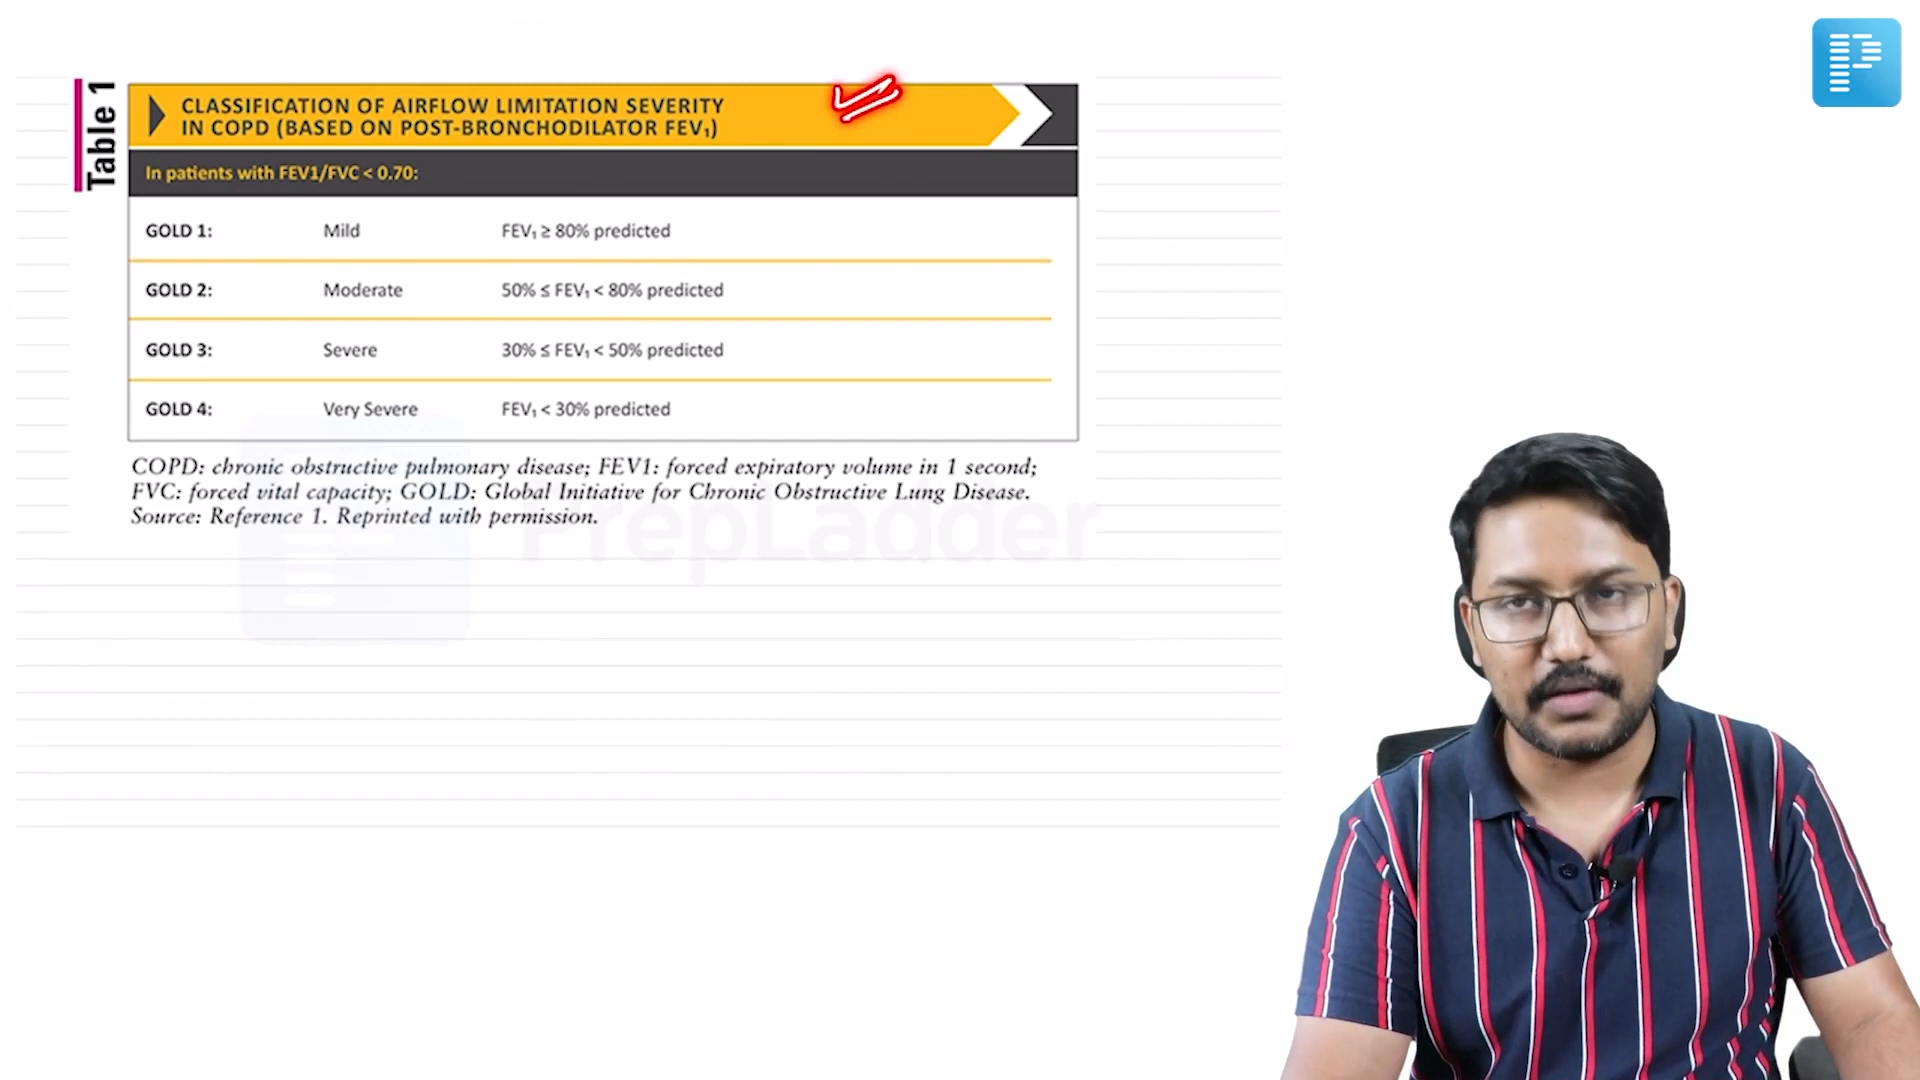 Table 1
CLASSIFICATION OF AIRFLOW LIMITATION SEVERITY
IN COPD (BASED ON POST-BRONCHODILATOR FEV₁)
In patients with FEV1/FVC < 0.70:
GOLD 1: Mild FEV₁ ≥ 80% predicted
GOLD 2: Moderate 50% ≤ FEV₁ < 80% predicted
GOLD 3: Severe 30% ≤ FEV₁ < 50% predicted
GOLD 4: Very Severe FEV₁ < 30% predicted
COPD: chronic obstructive pulmonary disease; FEV1: forced expiratory volume in 1 second;
FVC: forced vital capacity; GOLD: Global Initiative for Chronic Obstructive Lung Disease.
Source: Reference 1. Reprinted with permission.
PrepLadder